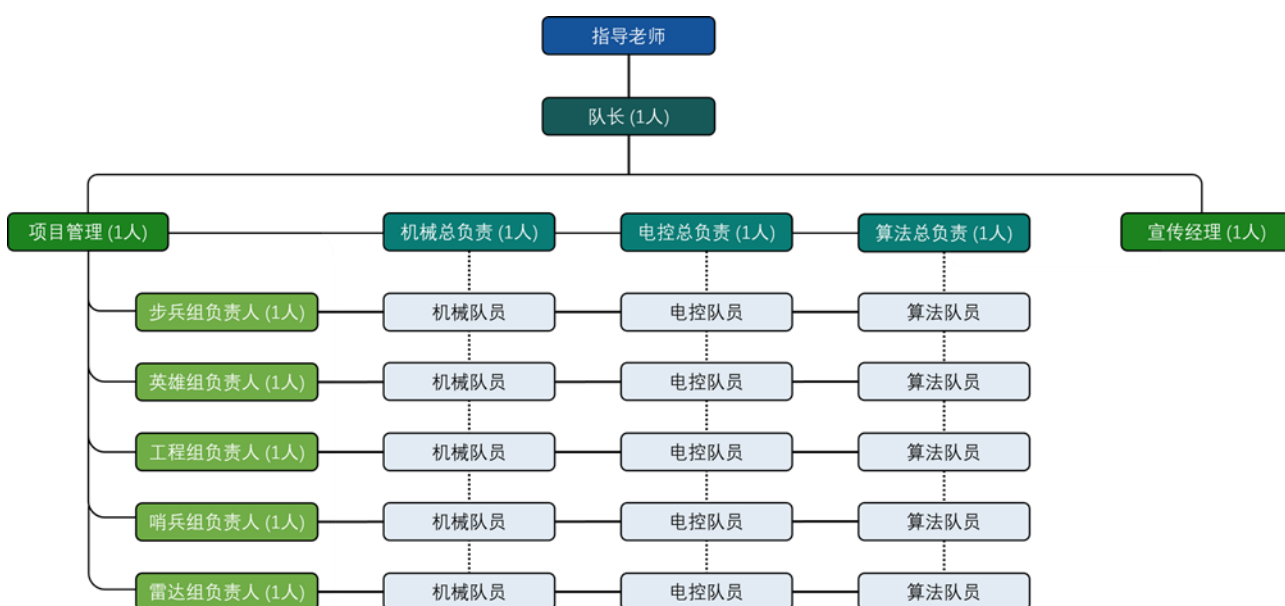 指导老师
队长 (1人)
项目管理 (1人)
机械总负责 (1人)
电控总负责 (1人)
算法总负责 (1人)
宣传经理 (1人)
步兵组负责人 (1人)
机械队员
电控队员
算法队员
英雄组负责人 (1人)
机械队员
电控队员
算法队员
工程组负责人 (1人)
机械队员
电控队员
算法队员
哨兵组负责人 (1人)
机械队员
电控队员
算法队员
雷达组负责人 (1人)
机械队员
电控队员
算法队员